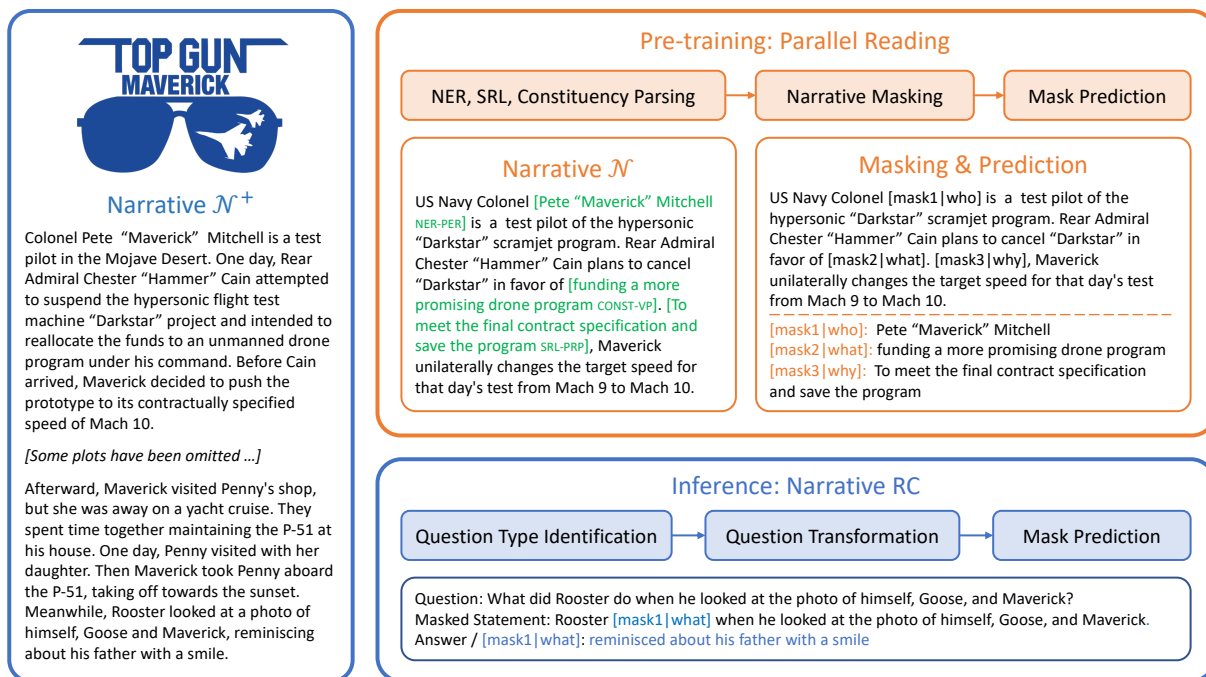 TOP GUN
MAVERICK
Narrative 𝒩⁺
Colonel Pete “Maverick” Mitchell is a test
pilot in the Mojave Desert. One day, Rear
Admiral Chester “Hammer” Cain attempted
to suspend the hypersonic flight test
machine “Darkstar” project and intended to
reallocate the funds to an unmanned drone
program under his command. Before Cain
arrived, Maverick decided to push the
prototype to its contractually specified
speed of Mach 10.
[Some plots have been omitted ...]
Afterward, Maverick visited Penny's shop,
but she was away on a yacht cruise. They
spent time together maintaining the P-51 at
his house. One day, Penny visited with her
daughter. Then Maverick took Penny aboard
the P-51, taking off towards the sunset.
Meanwhile, Rooster looked at a photo of
himself, Goose and Maverick, reminiscing
about his father with a smile.
Pre-training: Parallel Reading
NER, SRL, Constituency Parsing
Narrative Masking
Mask Prediction
Narrative 𝒩
US Navy Colonel [Pete “Maverick” Mitchell
NER-PER] is a test pilot of the hypersonic
“Darkstar” scramjet program. Rear Admiral
Chester “Hammer” Cain plans to cancel
“Darkstar” in favor of [funding a more
promising drone program CONST-VP]. [To
meet the final contract specification and
save the program SRL-PRP], Maverick
unilaterally changes the target speed for
that day's test from Mach 9 to Mach 10.
Masking & Prediction
US Navy Colonel [mask1|who] is a test pilot of the
hypersonic “Darkstar” scramjet program. Rear Admiral
Chester “Hammer” Cain plans to cancel “Darkstar” in
favor of [mask2|what]. [mask3|why], Maverick
unilaterally changes the target speed for that day's test
from Mach 9 to Mach 10.
[mask1|who]: Pete “Maverick” Mitchell
[mask2|what]: funding a more promising drone program
[mask3|why]: To meet the final contract specification
and save the program
Inference: Narrative RC
Question Type Identification
Question Transformation
Mask Prediction
Question: What did Rooster do when he looked at the photo of himself, Goose, and Maverick?
Masked Statement: Rooster [mask1|what] when he looked at the photo of himself, Goose, and Maverick.
Answer / [mask1|what]: reminisced about his father with a smile